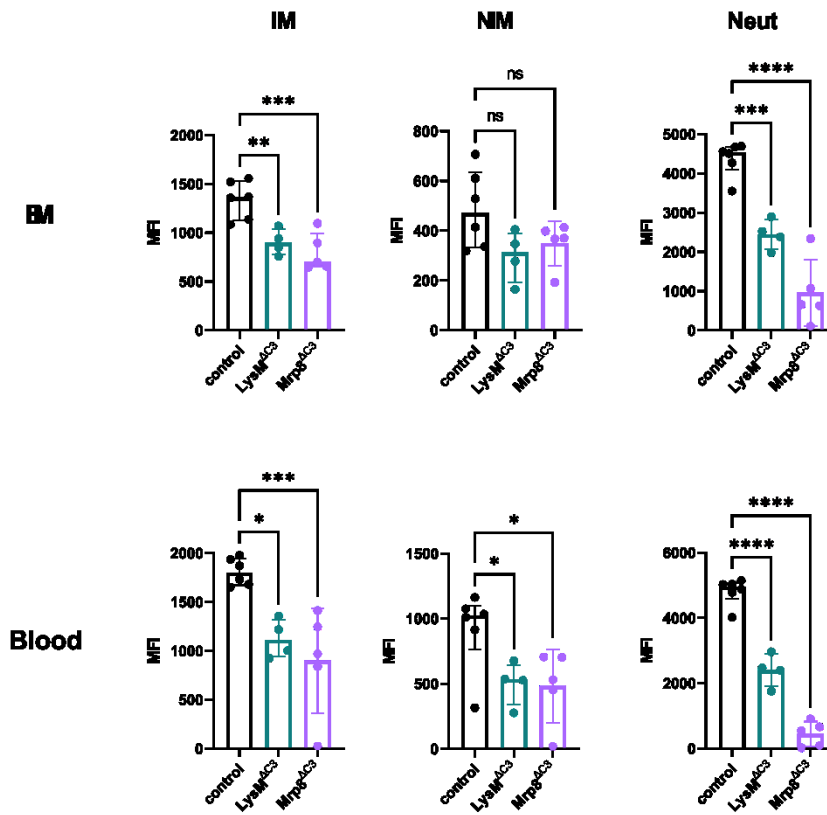 IM NIM Neut
BM
*** 
**
2000
1500
1000
500
0
MFI
control
LysMΔC3
Mrp8ΔC3
ns
ns
800
600
400
200
0
MFI
control
LysMΔC3
Mrp8ΔC3
****
***
5000
4000
3000
2000
1000
0
MFI
control
LysMΔC3
Mrp8ΔC3
Blood
***
*
2000
1500
1000
500
0
MFI
control
LysMΔC3
Mrp8ΔC3
*
*
1500
1000
500
0
MFI
control
LysMΔC3
Mrp8ΔC3
****
****
6000
4000
2000
0
MFI
control
LysMΔC3
Mrp8ΔC3